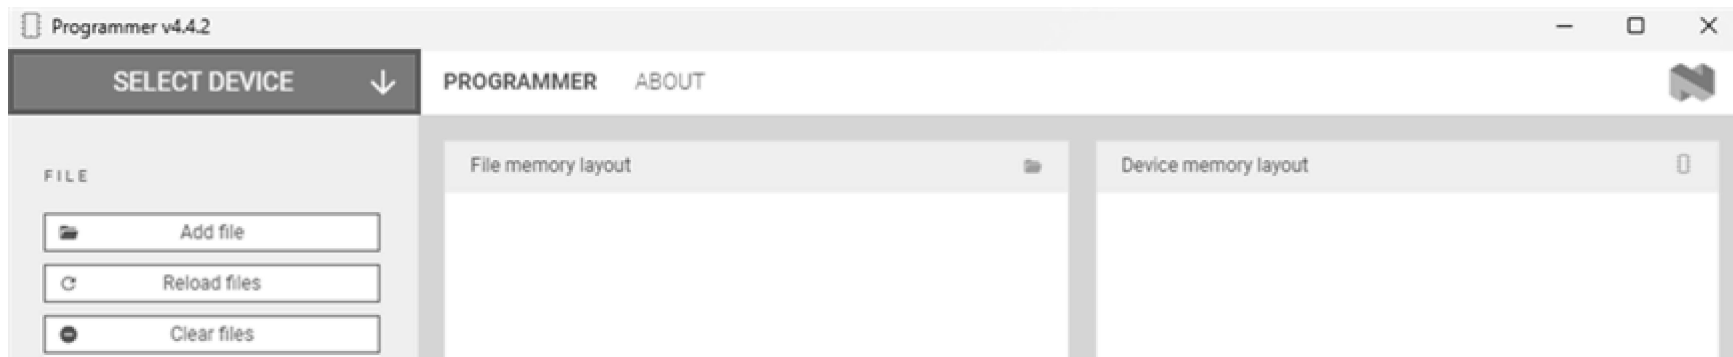 Programmer v4.4.2
SELECT DEVICE
PROGRAMMER ABOUT
FILE
Add file
Reload files
Clear files
File memory layout
Device memory layout